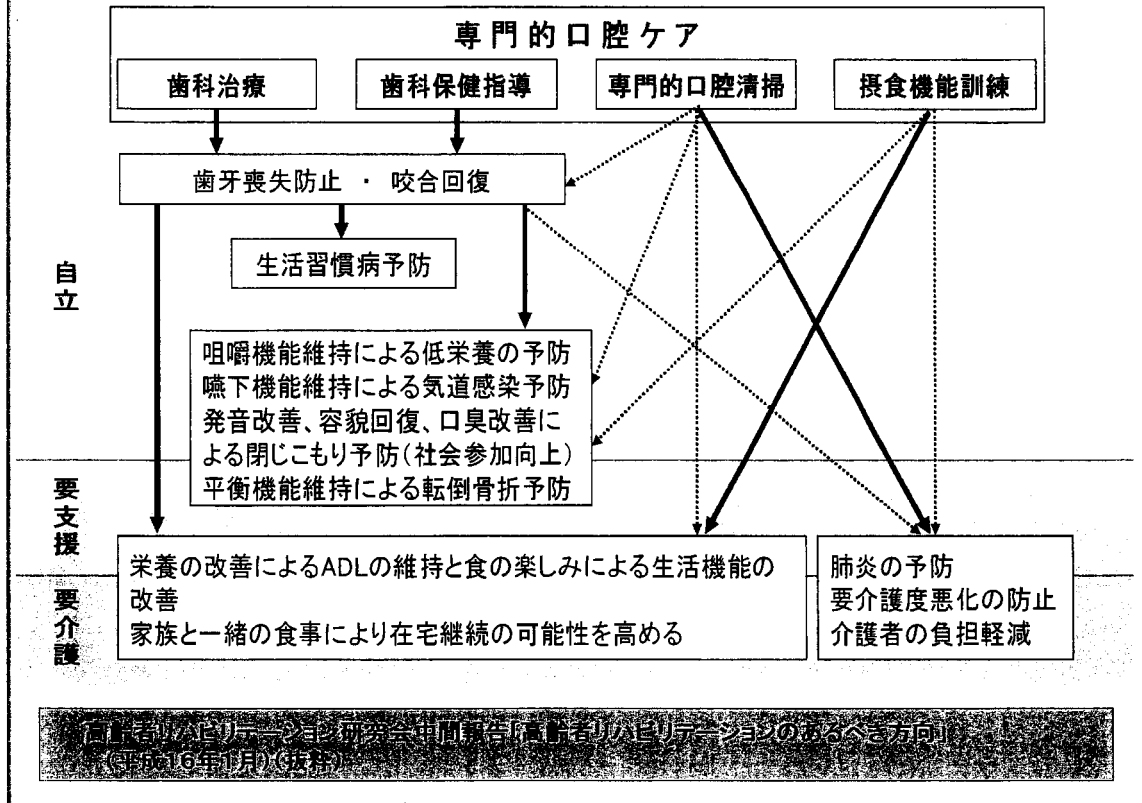 専門的口腔ケア
歯科治療
歯科保健指導
専門的口腔清掃
摂食機能訓練
歯牙喪失防止 ・ 咬合回復
生活習慣病予防
自立
咀嚼機能維持による低栄養の予防
嚥下機能維持による気道感染予防
発音改善、容貌回復、口臭改善に
よる閉じこもり予防(社会参加向上)
平衡機能維持による転倒骨折予防
要支援
栄養の改善によるADLの維持と食の楽しみによる生活機能の
改善
家族と一緒の食事により在宅継続の可能性を高める
肺炎の予防
要介護度悪化の防止
介護者の負担軽減
要介護
高齢者リハビリテーション研究会中間報告「高齢者リハビリテーションのあるべき方向」
(平成16年1月)(抜粋)